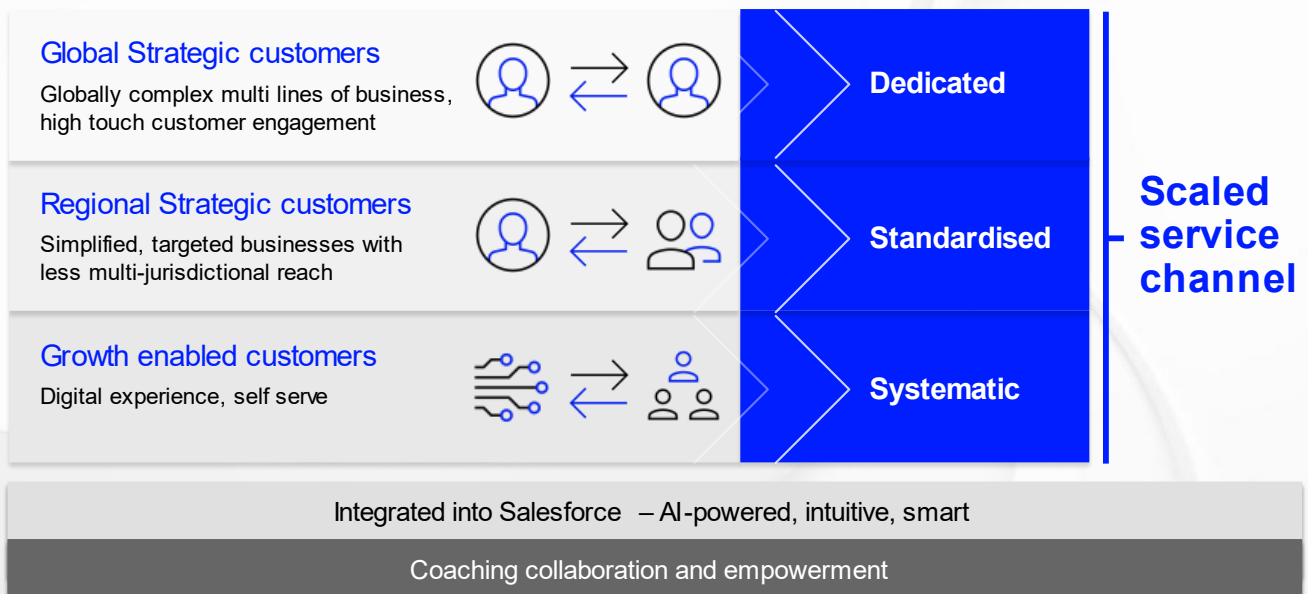 Global Strategic customers
Globally complex multi lines of business,
high touch customer engagement
Dedicated
Regional Strategic customers
Simplified, targeted businesses with
less multi-jurisdictional reach
Standardised
Growth enabled customers
Digital experience, self serve
Systematic
Scaled
service
channel
Integrated into Salesforce – AI-powered, intuitive, smart
Coaching collaboration and empowerment